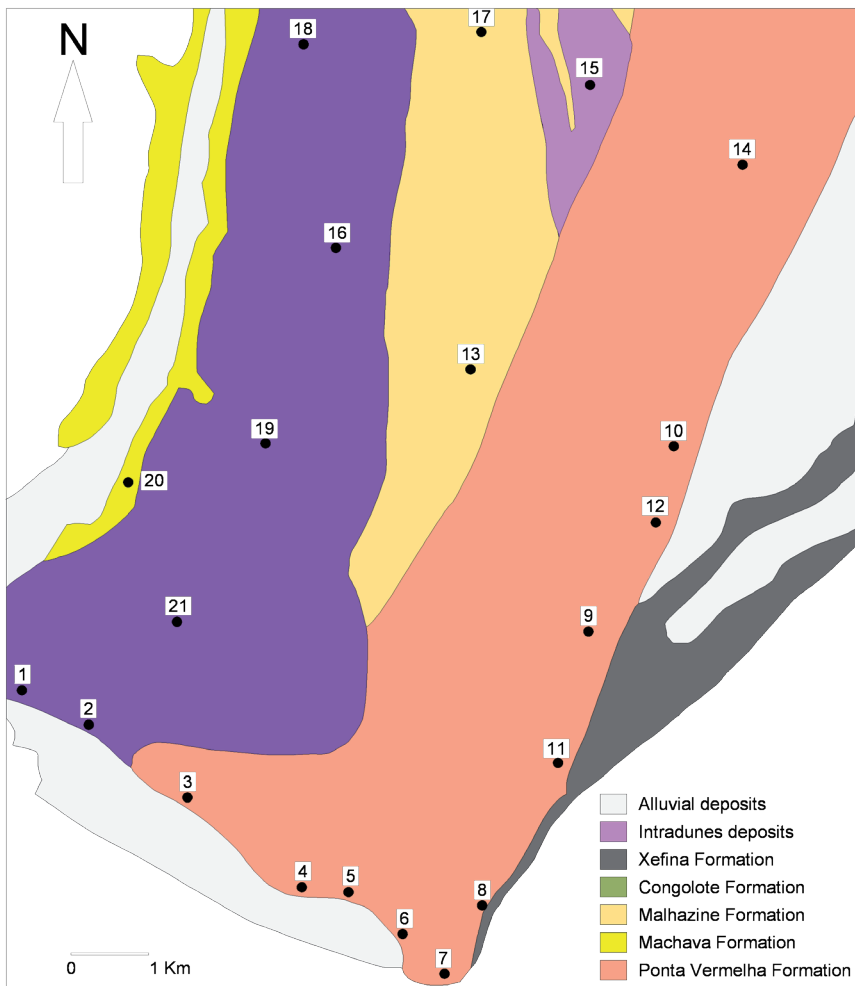 18
17
N
15
14
16
13
19
10
20
12
21
9
1
2
11
3
4
5
8
6
7
Alluvial deposits
Intradunes deposits
Xefina Formation
Congolote Formation
Malhazine Formation
Machava Formation
Ponta Vermelha Formation
0 1 Km